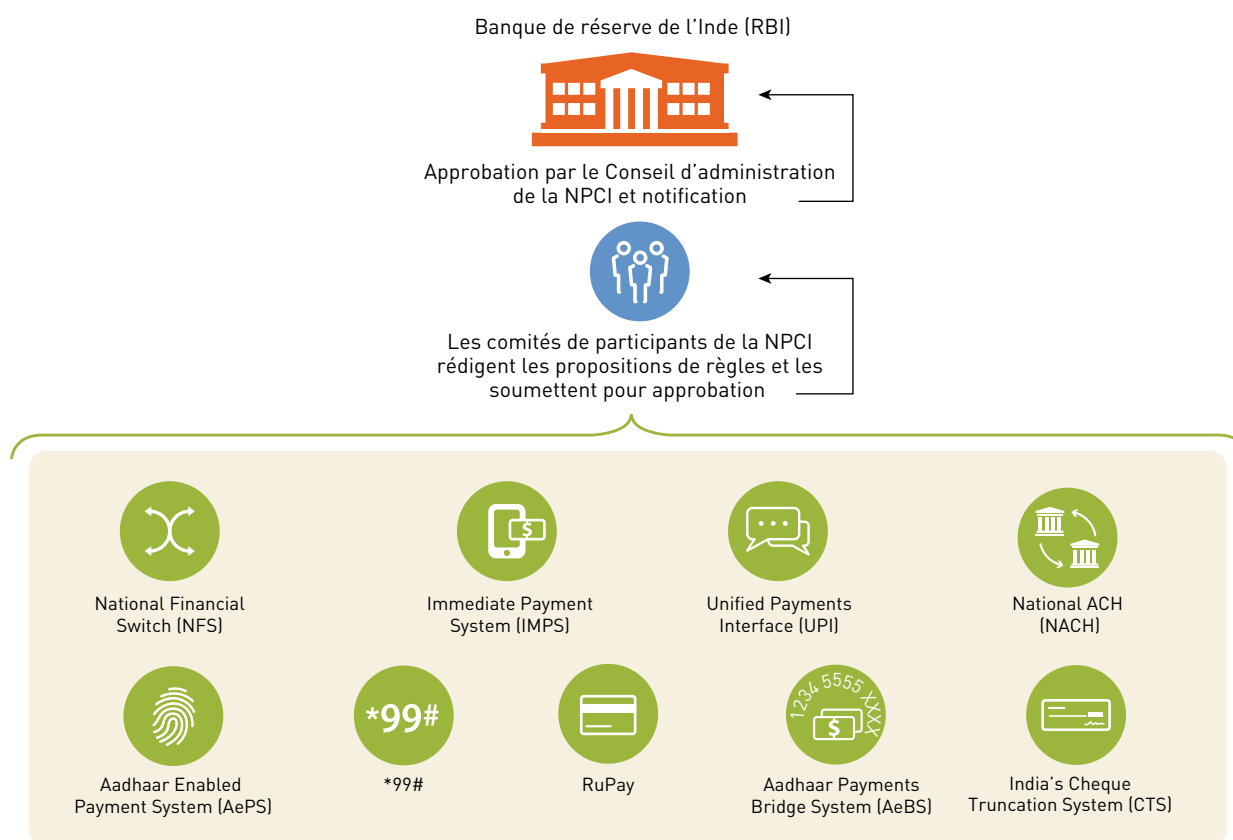 Banque de réserve de l’Inde (RBI)
Approbation par le Conseil d’administration
de la NPCI et notification
Les comités de participants de la NPCI
rédigent les propositions de règles et les
soumettent pour approbation
$
National Financial
Switch (NFS)
Immediate Payment
System (IMPS)
Unified Payments
Interface (UPI)
National ACH
(NACH)
*99#
1234 5555 XXXX
$
Aadhaar Enabled
Payment System (AePS)
*99#
RuPay
Aadhaar Payments
Bridge System (AeBS)
India’s Cheque
Truncation System (CTS)